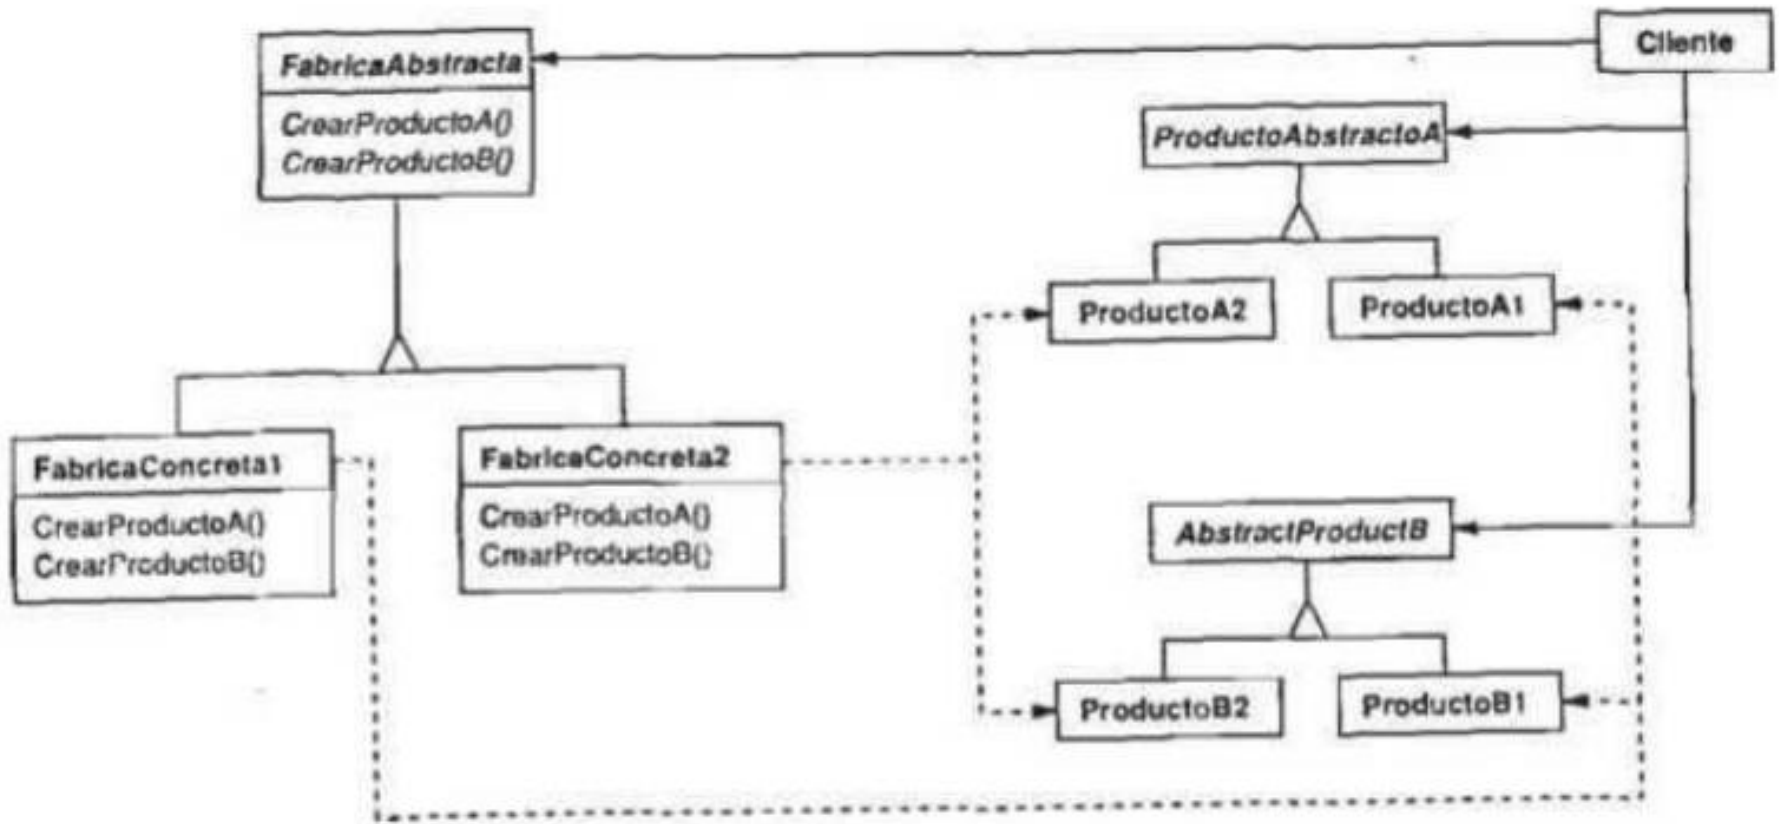 FabricaAbstracta
CrearProductoA()
CrearProductoB()
Cliente
ProductoAbstractoA
ProductoA2
ProductoA1
FabricaConcreta1
CrearProductoA()
CrearProductoB()
FabricaConcreta2
CrearProductoA()
CrearProductoB()
AbstractProductB
ProductoB2
ProductoB1